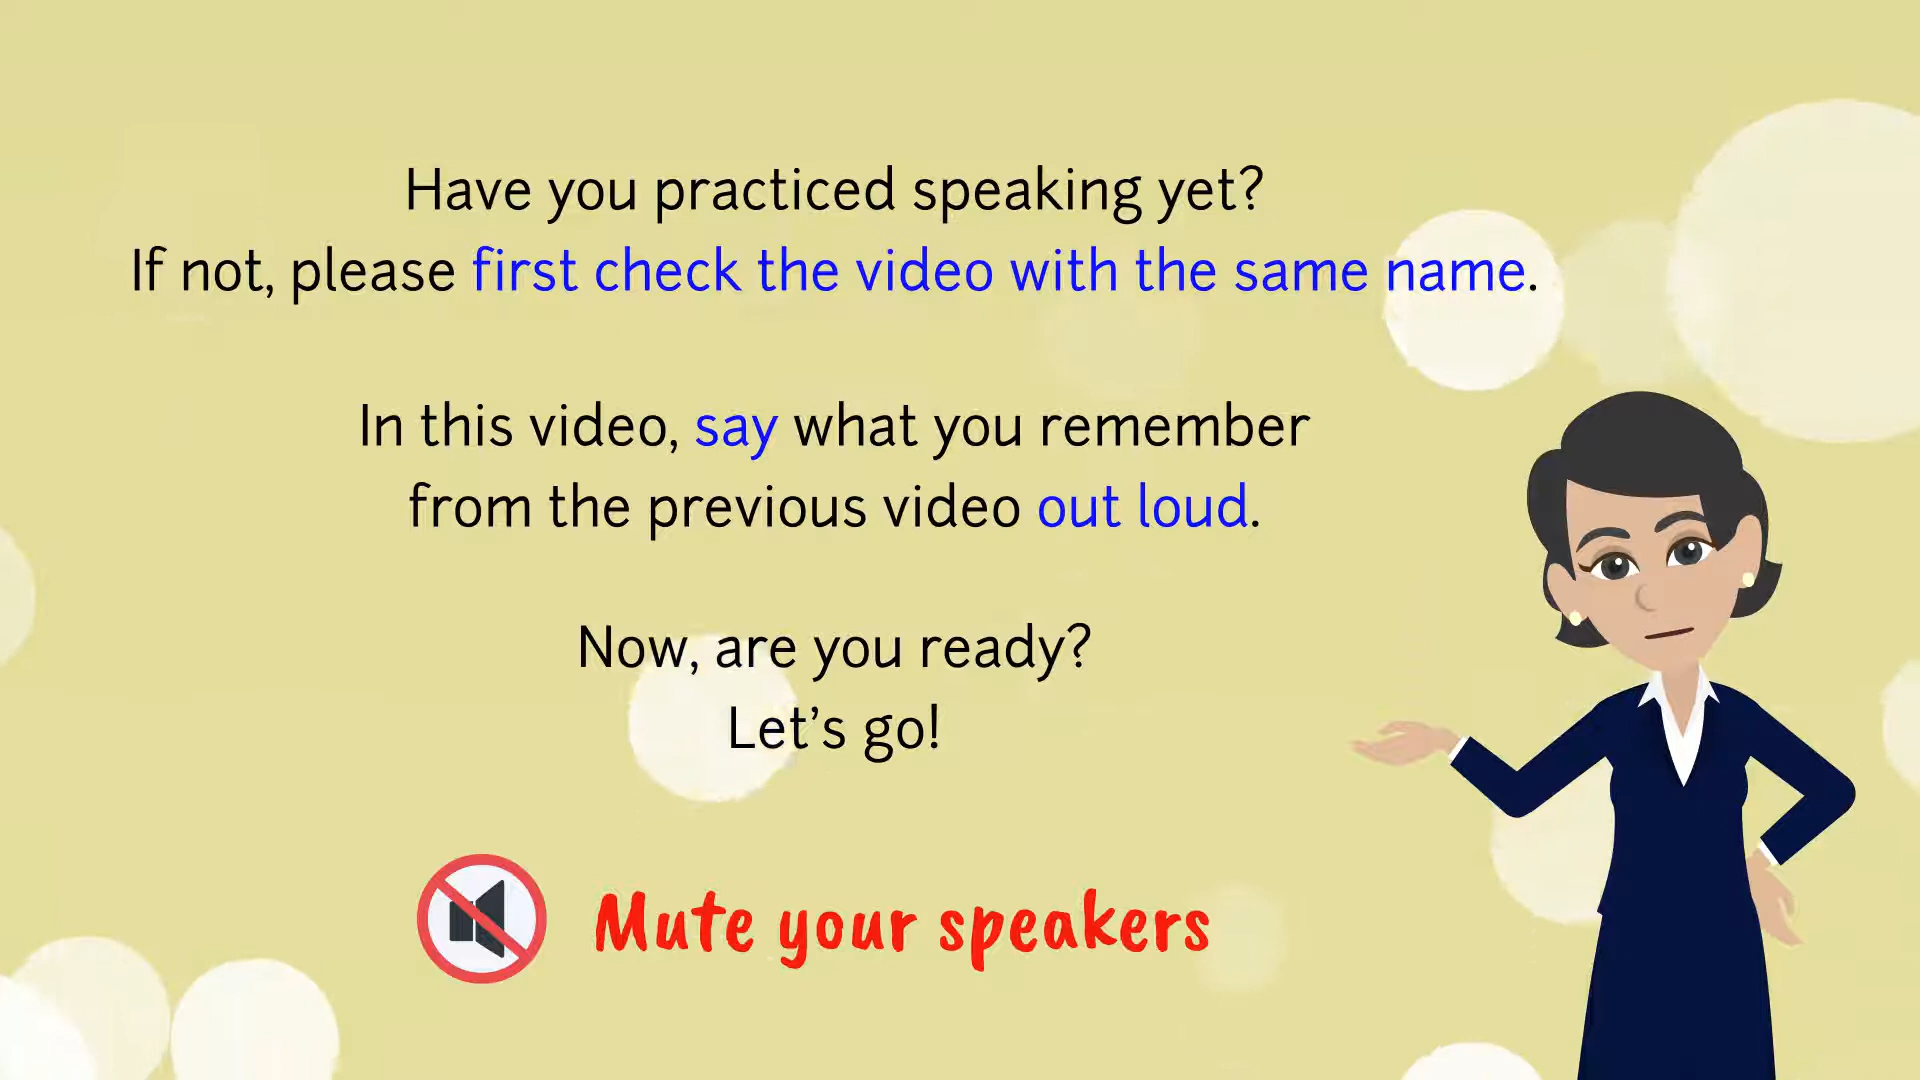 Have you practiced speaking yet?
If not, please first check the video with the same name.
In this video, say what you remember
from the previous video out loud.
Now, are you ready?
Let’s go!
Mute your speakers